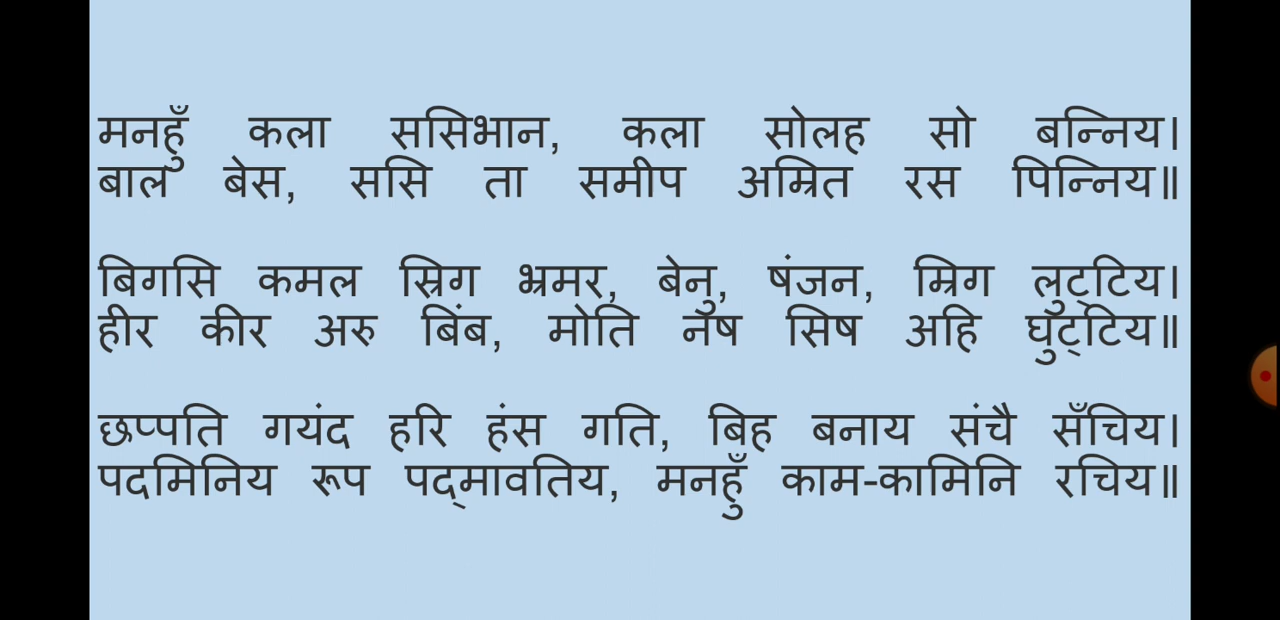 मनहुँ कला ससिभान, कला सोलह सो बन्निय।
बाल बेस, ससि ता समीप अम्रित रस पिन्निय॥
बिगसि कमल स्रिग भ्रमर, बेनु, षंजन, म्रिग लुट्टिय।
हीर कीर अरु बिंब, मोति नष सिष अहि घुट्टिय॥
छप्पति गयंद हरि हंस गति, बिह बनाय संचै सँचिय।
पदमिनिय रूप पद्मावतिय, मनहुँ काम-कामिनि रचिय॥